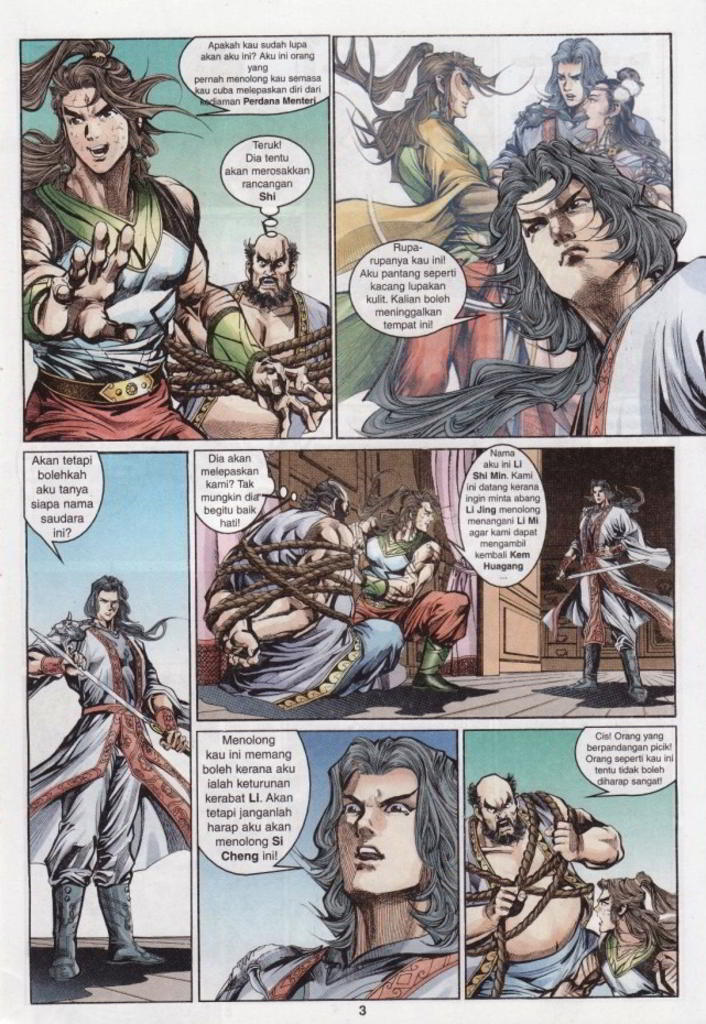 Apakah kau sudah lupa
akan aku ini? Aku ini orang
yang
pernah menolong kau semasa
kau melepaskan diri dari
kediaman Perdana Menteri
Teruk!
Dia tentu
akan merosakkan
rancangan
Shi
Rupa-
rupanya kau ini!
Aku pantang seperti
kacang lupakan
kulit. Kalian boleh
meninggalkan
tempat ini!
Akan tetapi
bolehkah
aku tanya
siapa nama
saudara
ini?
Dia akan
melepaskan
kami? Tak
mungkin dia
begitu baik
hati!
Nama
aku ini Li
Shi Min. Kami
ini datang kerana
ingin minta abang
Li Jing menolong
menangani Li Mi
agar kami dapat
mengambil
kembali Kem
Huagang
...
Menolong
kau ini memang
boleh kerana aku
ialah keturunan
kerabat Li. Akan
tetapi janganlah
harap aku akan
menolong Si
Cheng ini!
Cis! Orang yang
berpandangan picik!
Orang seperti kau ini
tentu tidak boleh
diharap sangat!
3